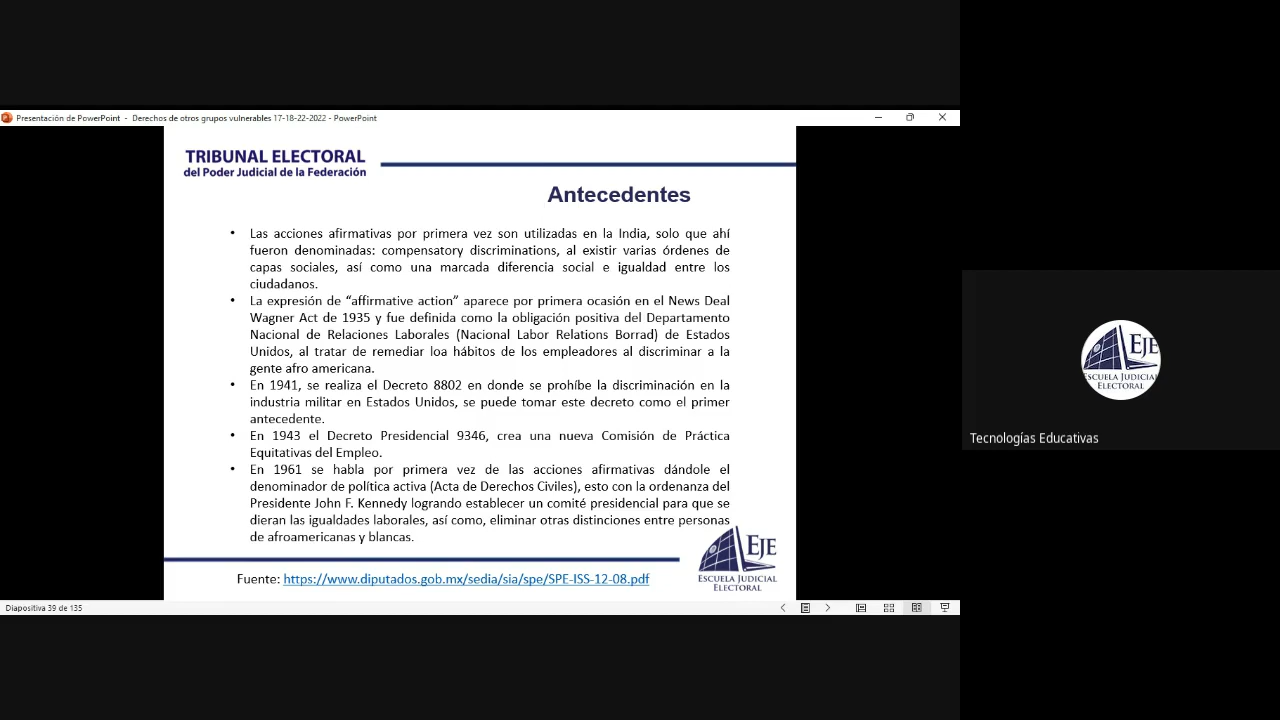 Presentación de PowerPoint - Derechos de otros grupos vulnerables 17-18-22-2022 - PowerPoint
TRIBUNAL ELECTORAL
del Poder Judicial de la Federación
Antecedentes
• Las acciones afirmativas por primera vez son utilizadas en la India, solo que ahí
fueron denominadas: compensatory discriminations, al existir varias órdenes de
capas sociales, así como una marcada diferencia social e igualdad entre los
ciudadanos.
• La expresión de “affirmative action” aparece por primera ocasión en el News Deal
Wagner Act de 1935 y fue definida como la obligación positiva del Departamento
Nacional de Relaciones Laborales (Nacional Labor Relations Borrad) de Estados
Unidos, al tratar de remediar loa hábitos de los empleadores al discriminar a la
gente afro americana.
• En 1941, se realiza el Decreto 8802 en donde se prohíbe la discriminación en la
industria militar en Estados Unidos, se puede tomar este decreto como el primer
antecedente.
• En 1943 el Decreto Presidencial 9346, crea una nueva Comisión de Práctica
Equitativas del Empleo.
• En 1961 se habla por primera vez de las acciones afirmativas dándole el
denominador de política activa (Acta de Derechos Civiles), esto con la ordenanza del
Presidente John F. Kennedy logrando establecer un comité presidencial para que se
dieran las igualdades laborales, así como, eliminar otras distinciones entre personas
de afroamericanas y blancas.
EJE
ESCUELA JUDICIAL
ELECTORAL
Fuente: https://www.diputados.gob.mx/sedia/sia/spe/SPE-ISS-12-08.pdf
Diapositiva 39 de 135
EJE
ESCUELA JUDICIAL
ELECTORAL
Tecnologías Educativas